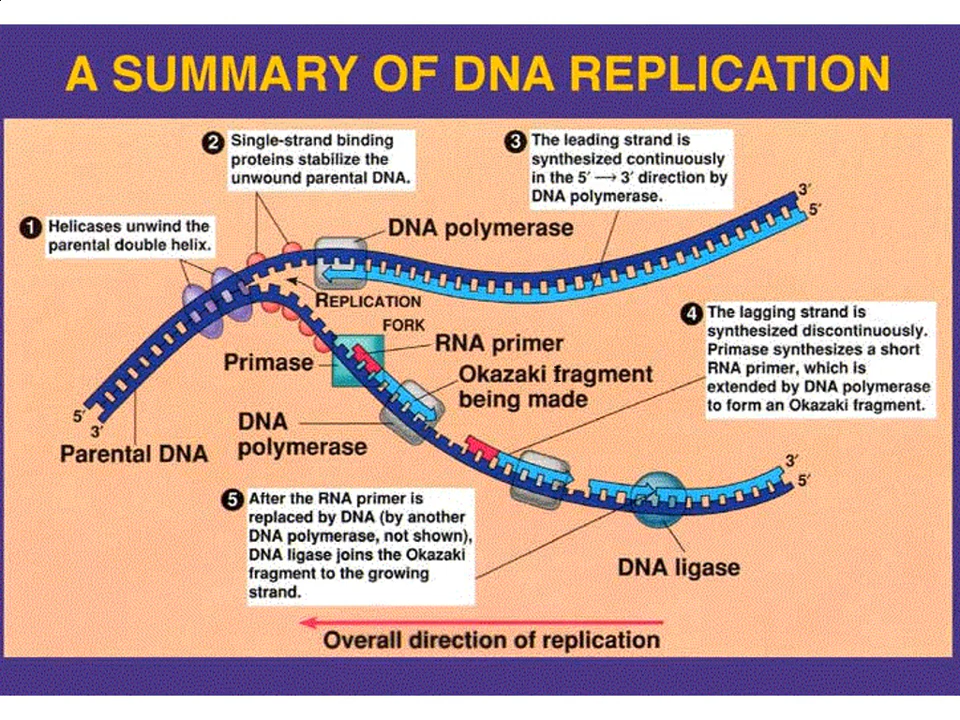 A SUMMARY OF DNA REPLICATION
2 Single-strand binding
proteins stabilize the
unwound parental DNA.
3 The leading strand is
synthesized continuously
in the 5′ → 3′ direction by
DNA polymerase.
1 Helicases unwind the
parental double helix.
DNA polymerase
3′
5′
REPLICATION
FORK
4 The lagging strand is
synthesized discontinuously.
Primase synthesizes a short
RNA primer, which is
extended by DNA polymerase
to form an Okazaki fragment.
RNA primer
Primase
Okazaki fragment
being made
5′
3′
Parental DNA
DNA
polymerase
3′
5′
5 After the RNA primer is
replaced by DNA (by another
DNA polymerase, not shown),
DNA ligase joins the Okazaki
fragment to the growing
strand.
DNA ligase
Overall direction of replication